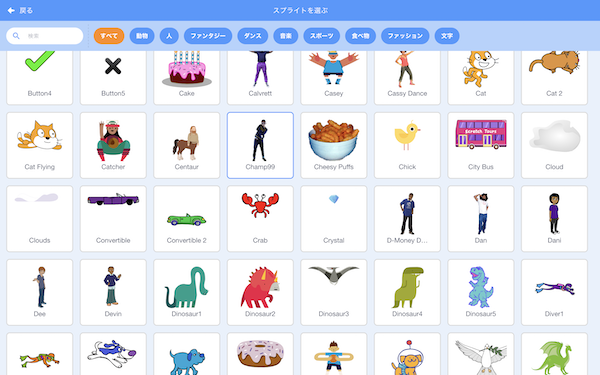 戻る
スプライトを選ぶ
検索
すべて 動物 人 ファンタジー ダンス 音楽 スポーツ 食べ物 ファッション 文字
Button4 Button5 Cake Calvrett Casey Cassy Dance Cat Cat 2
Scratch Tours
Cat Flying Catcher Centaur Champ99 Cheesy Puffs Chick City Bus Cloud
Clouds Convertible Convertible 2 Crab Crystal D-Money D... Dan Dani
Dee Devin Dinosaur1 Dinosaur2 Dinosaur3 Dinosaur4 Dinosaur5 Diver1